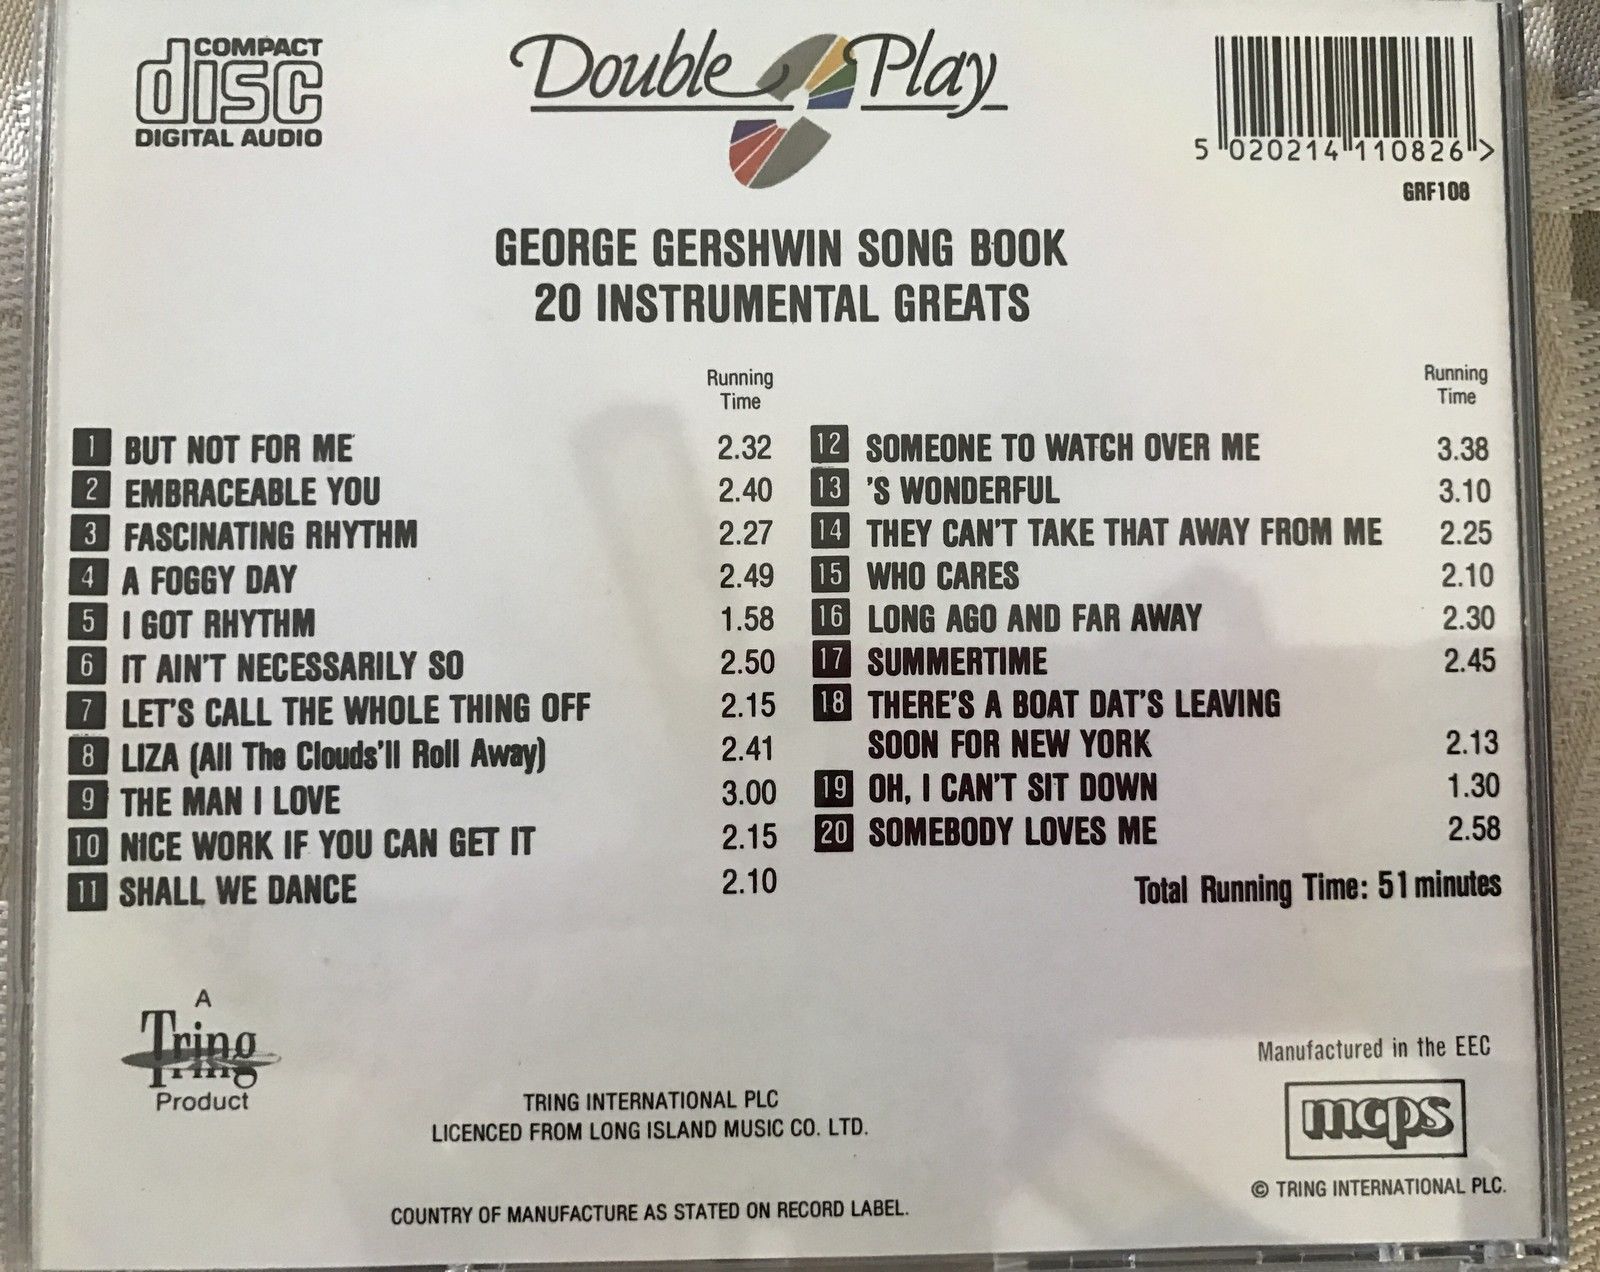 COMPACT
disc
DIGITAL AUDIO
Double Play
5 020214 110826 >
GRF108
GEORGE GERSHWIN SONG BOOK
20 INSTRUMENTAL GREATS
Running
Time
1 BUT NOT FOR ME 2.32
2 EMBRACEABLE YOU 2.40
3 FASCINATING RHYTHM 2.27
4 A FOGGY DAY 2.49
5 I GOT RHYTHM 1.58
6 IT AIN'T NECESSARILY SO 2.50
7 LET'S CALL THE WHOLE THING OFF 2.15
8 LIZA (All The Clouds'll Roll Away) 2.41
9 THE MAN I LOVE 3.00
10 NICE WORK IF YOU CAN GET IT 2.15
11 SHALL WE DANCE 2.10
Running
Time
12 SOMEONE TO WATCH OVER ME 3.38
13 'S WONDERFUL 3.10
14 THEY CAN'T TAKE THAT AWAY FROM ME 2.25
15 WHO CARES 2.10
16 LONG AGO AND FAR AWAY 2.30
17 SUMMERTIME 2.45
18 THERE'S A BOAT DAT'S LEAVING
SOON FOR NEW YORK 2.13
19 OH, I CAN'T SIT DOWN 1.30
20 SOMEBODY LOVES ME 2.58
Total Running Time: 51 minutes
A
Tring
Product
TRING INTERNATIONAL PLC
LICENCED FROM LONG ISLAND MUSIC CO. LTD.
COUNTRY OF MANUFACTURE AS STATED ON RECORD LABEL.
Manufactured in the EEC
mcps
© TRING INTERNATIONAL PLC.